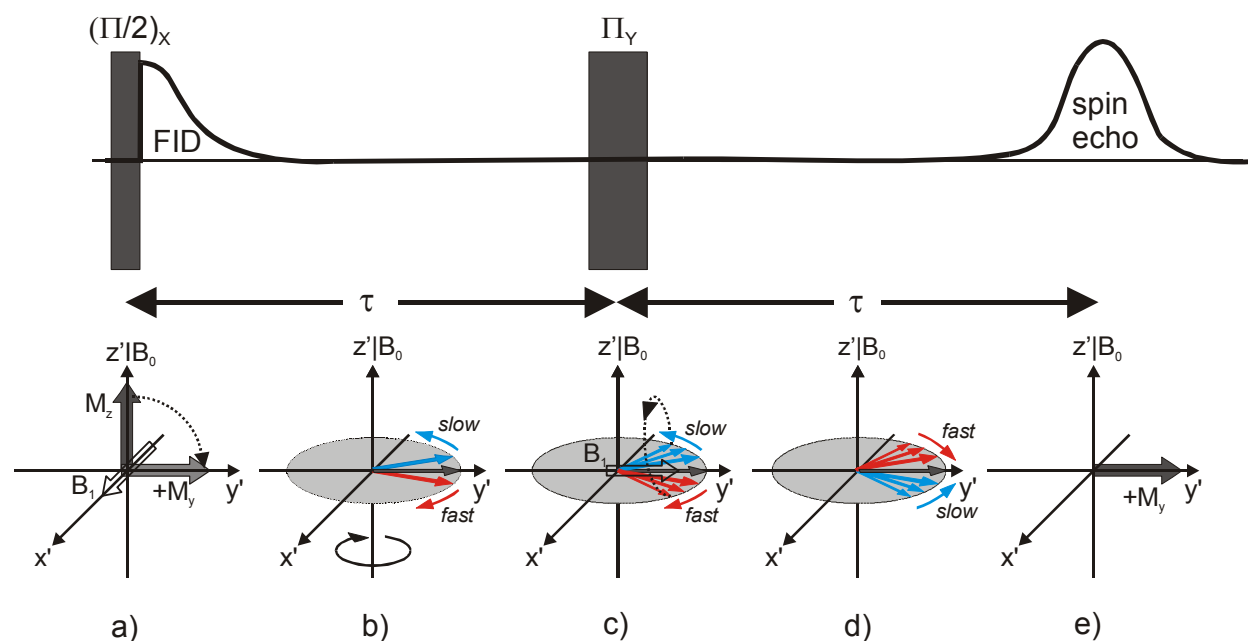 (Π/2)X
ΠY
FID
spin
echo
τ
τ
z'|B0
z'|B0
z'|B0
z'|B0
z'|B0
Mz
B1
+My
y'
x'
slow
fast
y'
x'
B1
slow
fast
y'
x'
fast
slow
y'
x'
+My
y'
x'
a)
b)
c)
d)
e)